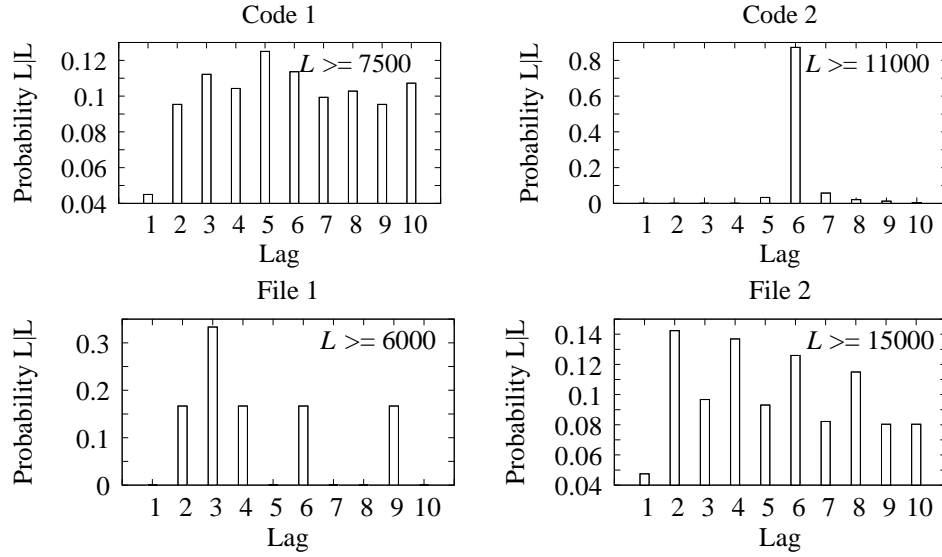 Code 1
Probability L|L
0.12
0.1
0.08
0.06
0.04
L >= 7500
1 2 3 4 5 6 7 8 9 10
Lag
Code 2
Probability L|L
0.8
0.6
0.4
0.2
0
L >= 11000
1 2 3 4 5 6 7 8 9 10
Lag
File 1
Probability L|L
0.3
0.2
0.1
0
L >= 6000
1 2 3 4 5 6 7 8 9 10
Lag
File 2
Probability L|L
0.14
0.12
0.1
0.08
0.06
0.04
L >= 15000
1 2 3 4 5 6 7 8 9 10
Lag